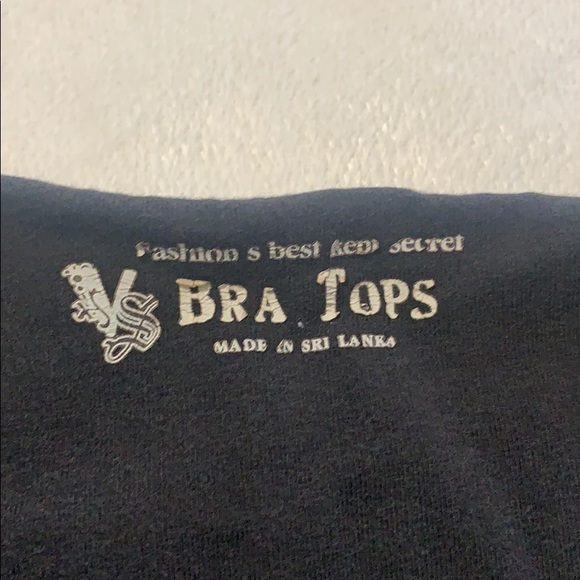 Fashion s best kept secret
VS BRA TOPS
MADE IN SRI LANKA